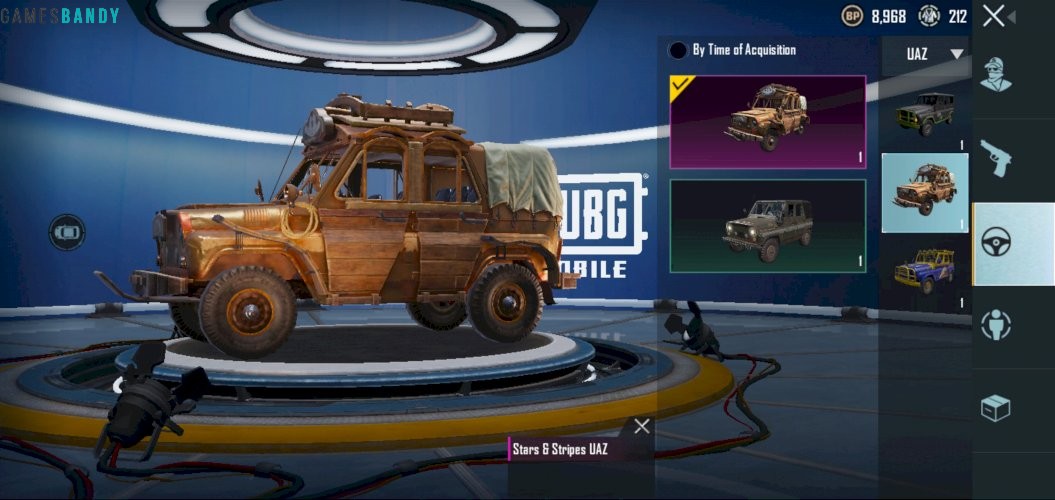 GAMESBANDY
BP 8,968 212
By Time of Acquisition
UAZ
1
1
1
1
1
UBG
OBILE
Stars & Stripes UAZ